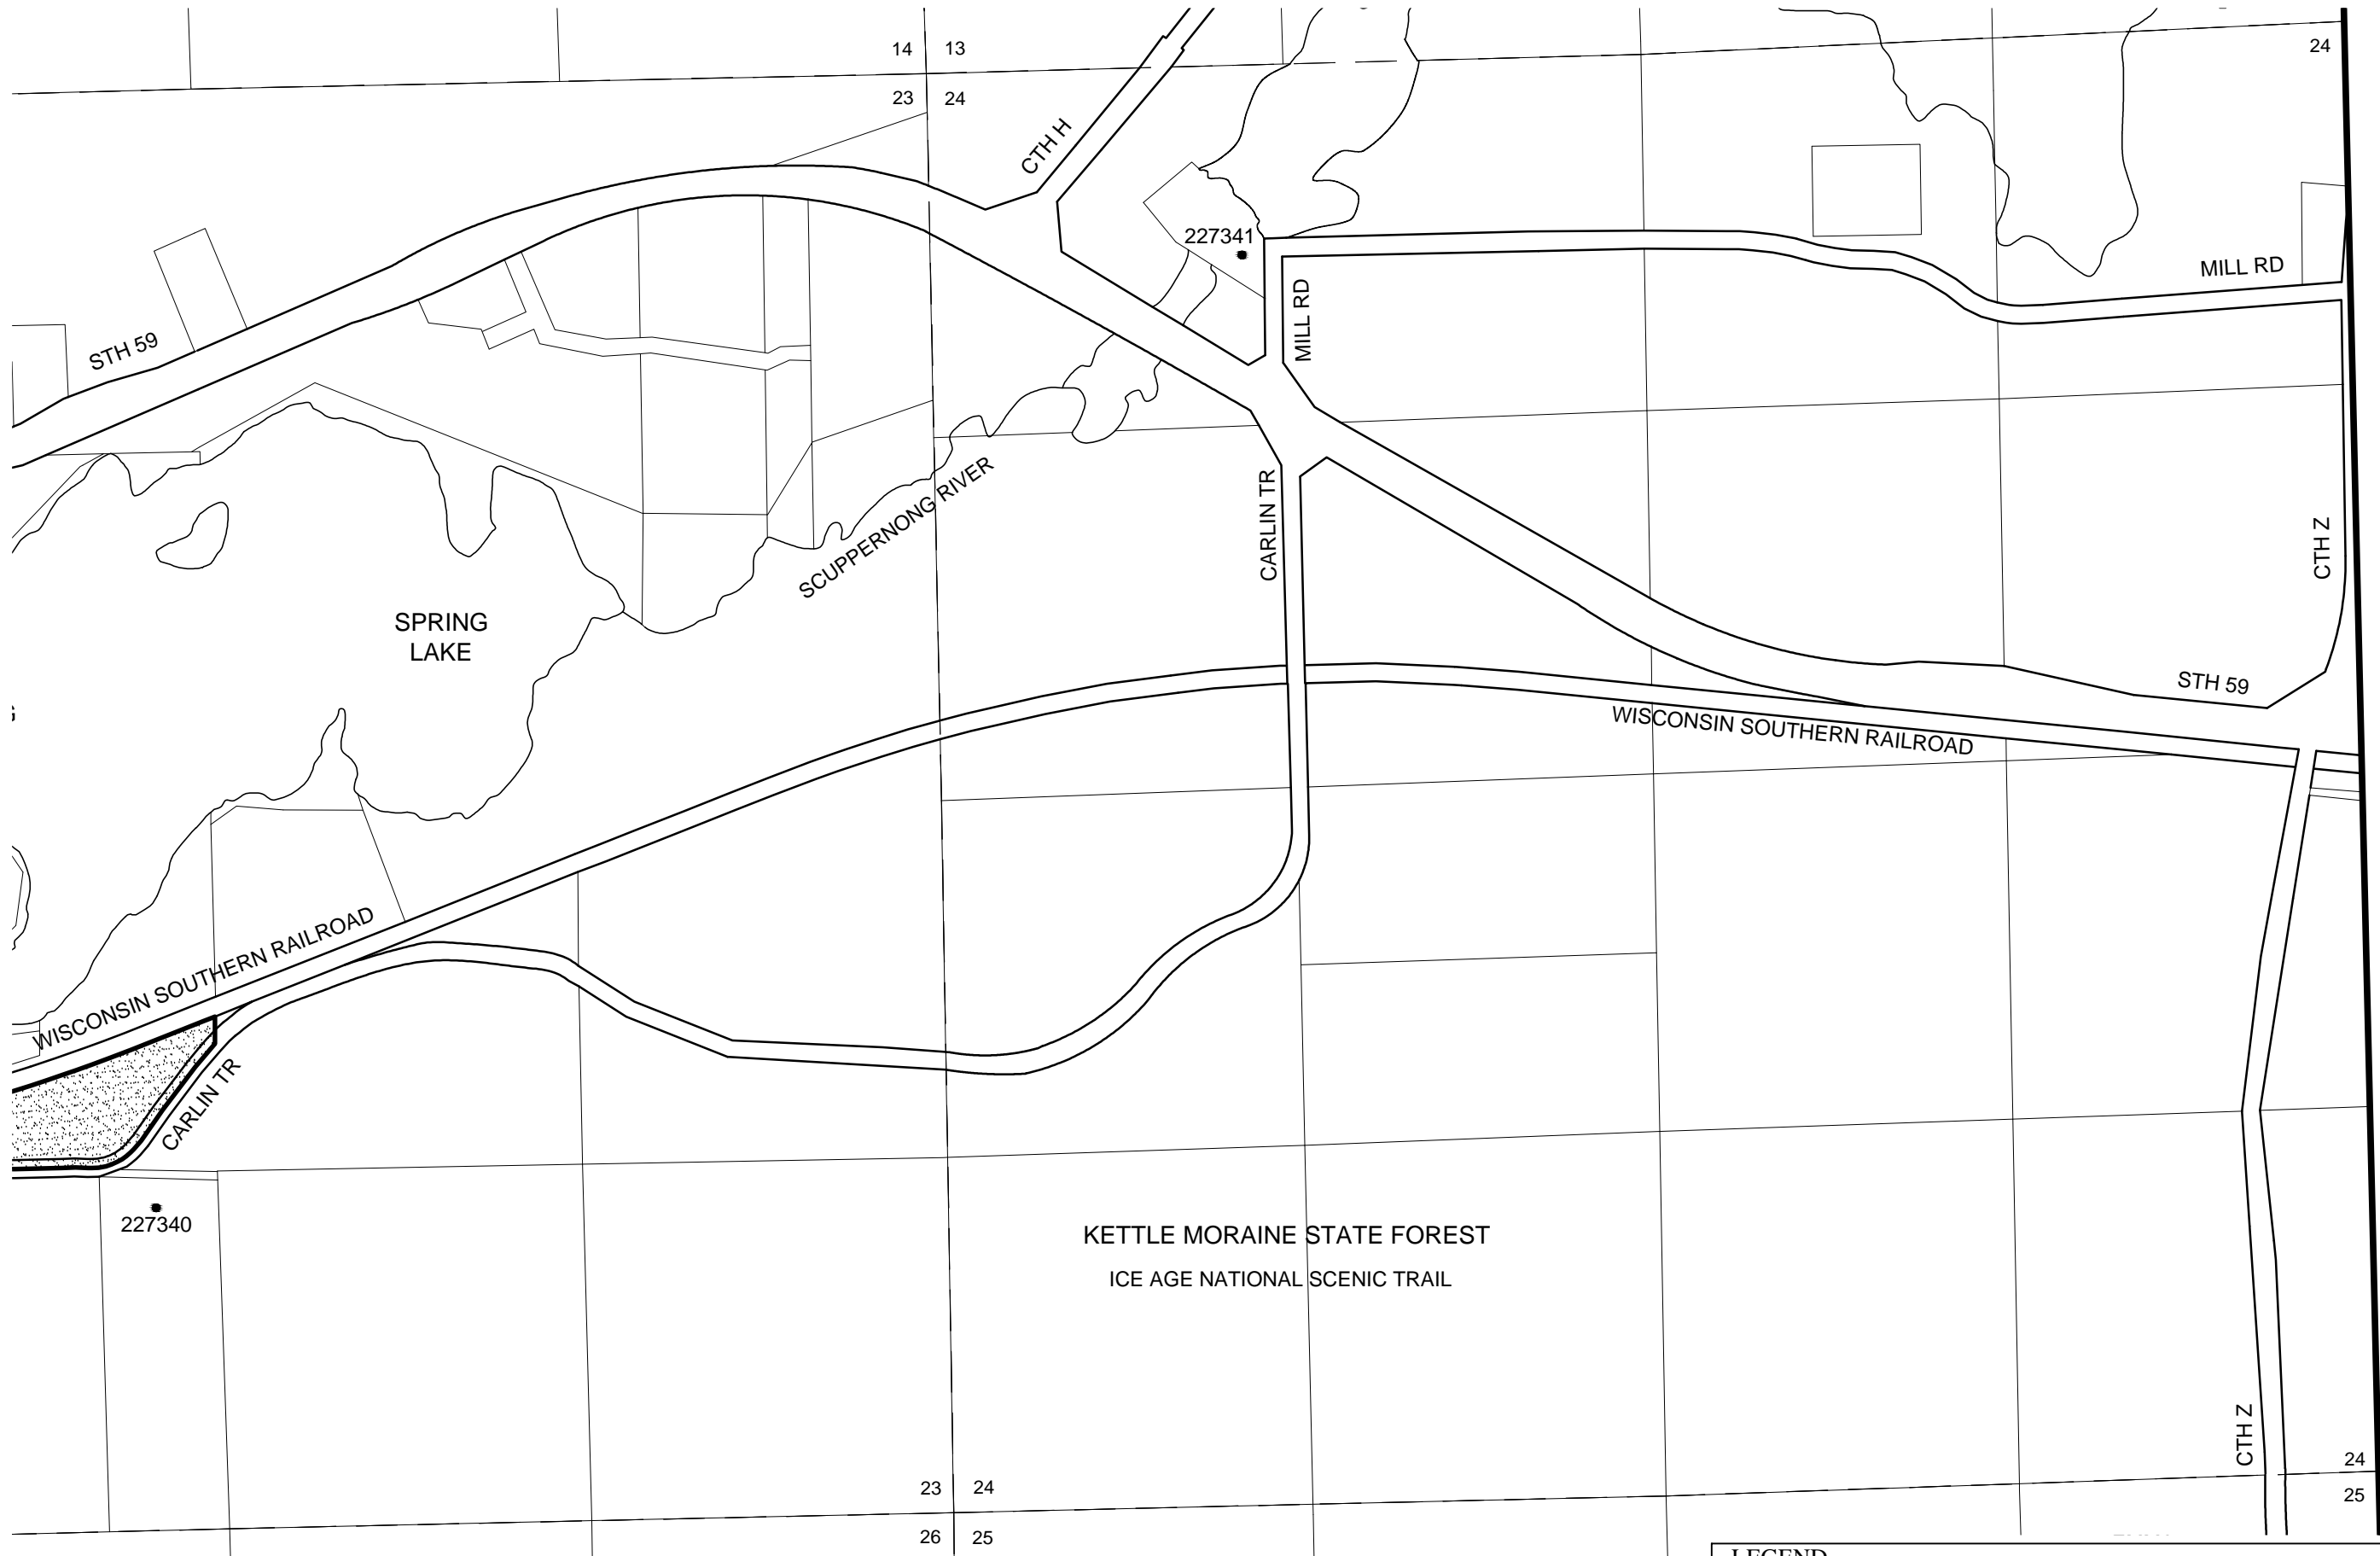 14 13
24
23 24
CTH H
227341
MILL RD
MILL RD
STH 59
CARLIN TR
SCUPPERNONG RIVER
CTH Z
SPRING
LAKE
STH 59
WISCONSIN SOUTHERN RAILROAD
WISCONSIN SOUTHERN RAILROAD
CARLIN TR
227340
KETTLE MORAINE STATE FOREST
ICE AGE NATIONAL SCENIC TRAIL
CTH Z
24
23 24
25
26 25
LEGEND